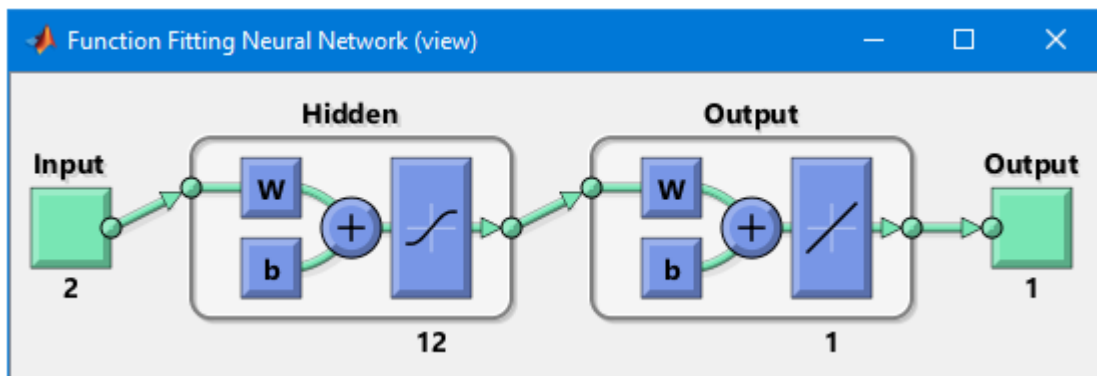 Function Fitting Neural Network (view)
Hidden
Output
Input
Output
W
W
b
b
2
1
12
1